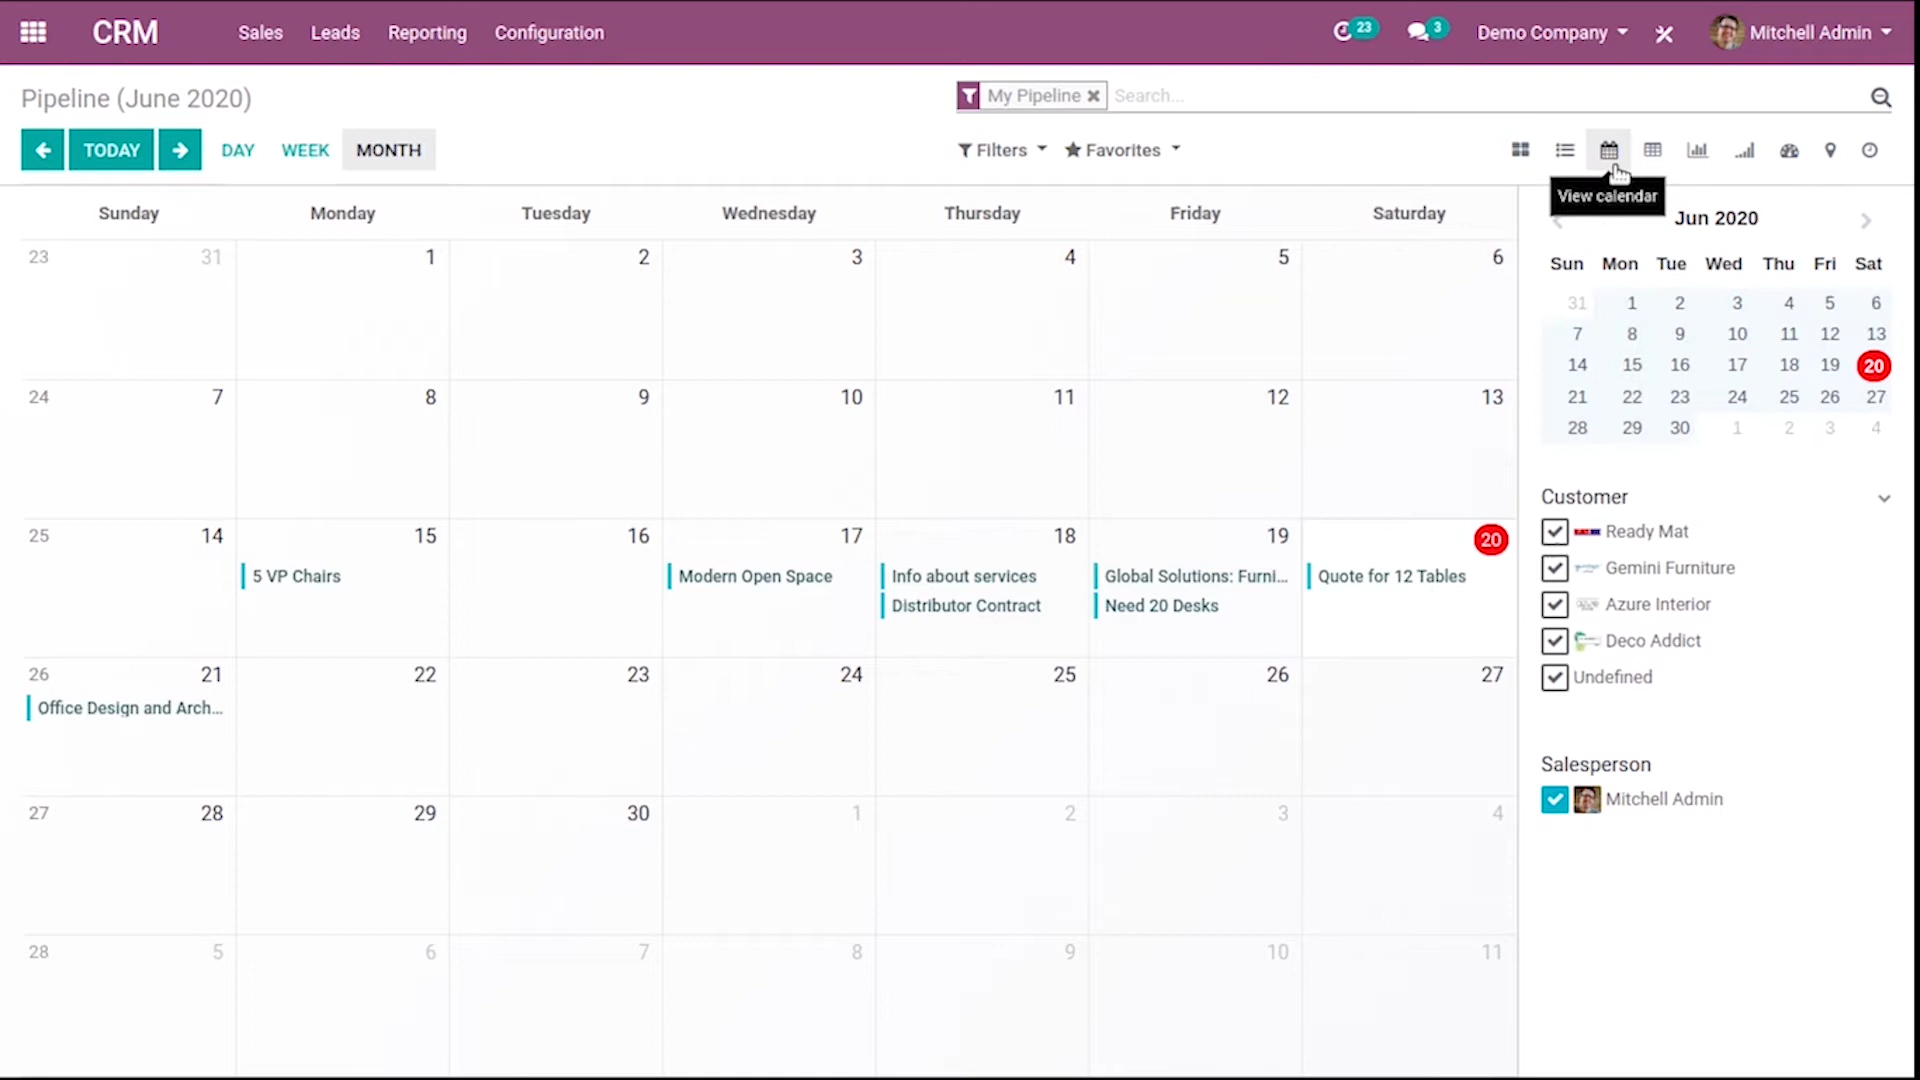 CRM Sales Leads Reporting Configuration 23 3 Demo Company Mitchell Admin
Pipeline (June 2020) My Pipeline Search...
TODAY DAY WEEK MONTH Filters Favorites
View calendar
Sunday Monday Tuesday Wednesday Thursday Friday Saturday
23 31 1 2 3 4 5 6
24 7 8 9 10 11 12 13
25 14 15 16 17 18 19 20
5 VP Chairs Modern Open Space Info about services Global Solutions: Furni... Quote for 12 Tables
Distributor Contract Need 20 Desks
26 21 22 23 24 25 26 27
Office Design and Arch...
27 28 29 30 1 2 3 4
28 5 6 7 8 9 10 11
Jun 2020
Sun Mon Tue Wed Thu Fri Sat
31 1 2 3 4 5 6
7 8 9 10 11 12 13
14 15 16 17 18 19 20
21 22 23 24 25 26 27
28 29 30 1 2 3 4
Customer
Ready Mat
Gemini Furniture
Azure Interior
Deco Addict
Undefined
Salesperson
Mitchell Admin